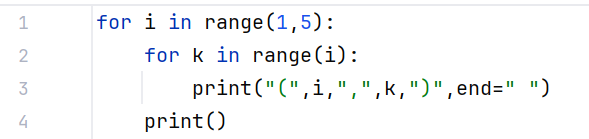 1 for i in range(1,5):
2     for k in range(i):
3         print("(",i,",",k,")",end=" ")
4     print()